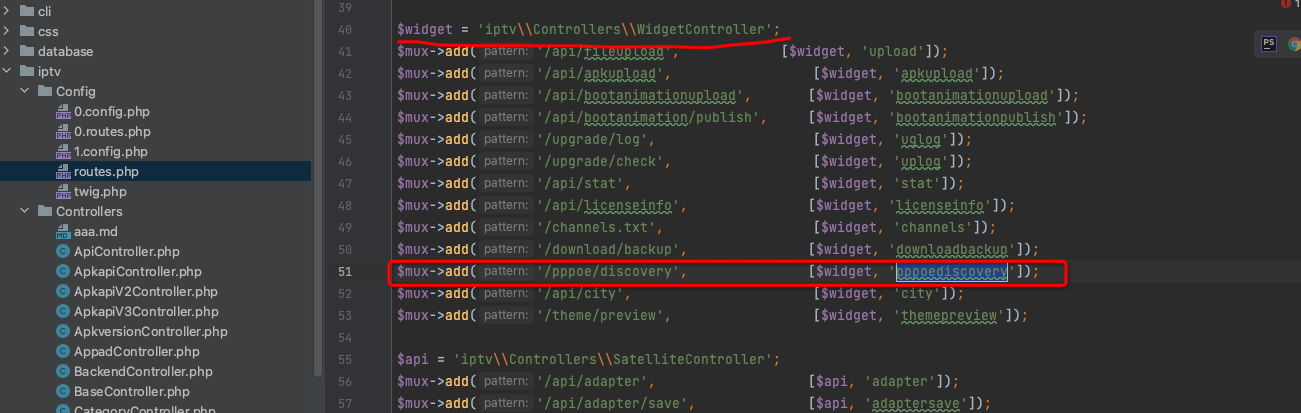 cli
css
database
iptv
Config
0.config.php
0.routes.php
1.config.php
routes.php
twig.php
Controllers
aaa.md
ApiController.php
ApkapiController.php
ApkapiV2Controller.php
ApkapiV3Controller.php
ApkversionController.php
AppadController.php
BackendController.php
BaseController.php
CategoryController.php
39
40 $widget = 'iptv\\Controllers\\WidgetController';
41 $mux->add( pattern: '/api/fileupload', [$widget, 'upload']);
42 $mux->add( pattern: '/api/apkupload', [$widget, 'apkupload']);
43 $mux->add( pattern: '/api/bootanimationupload', [$widget, 'bootanimationupload']);
44 $mux->add( pattern: '/api/bootanimation/publish', [$widget, 'bootanimationpublish']);
45 $mux->add( pattern: '/upgrade/log', [$widget, 'uglog']);
46 $mux->add( pattern: '/upgrade/check', [$widget, 'uplog']);
47 $mux->add( pattern: '/api/stat', [$widget, 'stat']);
48 $mux->add( pattern: '/api/licenseinfo', [$widget, 'licenseinfo']);
49 $mux->add( pattern: '/channels.txt', [$widget, 'channels']);
50 $mux->add( pattern: '/download/backup', [$widget, 'downloadbackup']);
51 $mux->add( pattern: '/pppoe/discovery', [$widget, 'pppoediscovery']);
52 $mux->add( pattern: '/api/city', [$widget, 'city']);
53 $mux->add( pattern: '/theme/preview', [$widget, 'themepreview']);
54
55 $api = 'iptv\\Controllers\\SatelliteController';
56 $mux->add( pattern: '/api/adapter', [$api, 'adapter']);
57 $mux->add( pattern: '/api/adapter/save', [$api, 'adaptersave']);
1
PS